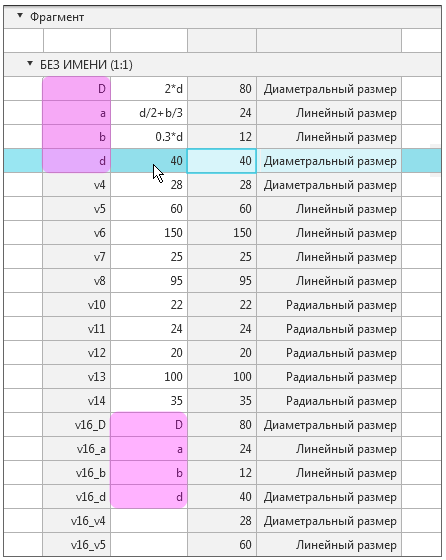 Фрагмент
БЕЗ ИМЕНИ (1:1)
D 2*d 80 Диаметральный размер
a d/2+b/3 24 Линейный размер
b 0.3*d 12 Линейный размер
d 40 40 Диаметральный размер
v4 28 28 Диаметральный размер
v5 60 60 Линейный размер
v6 150 150 Линейный размер
v7 25 25 Линейный размер
v8 95 95 Линейный размер
v10 22 22 Радиальный размер
v11 24 24 Радиальный размер
v12 20 20 Радиальный размер
v13 100 100 Радиальный размер
v14 35 35 Радиальный размер
v16_D D 80 Диаметральный размер
v16_a a 24 Линейный размер
v16_b b 12 Линейный размер
v16_d d 40 Диаметральный размер
v16_v4 28 Диаметральный размер
v16_v5 60 Линейный размер